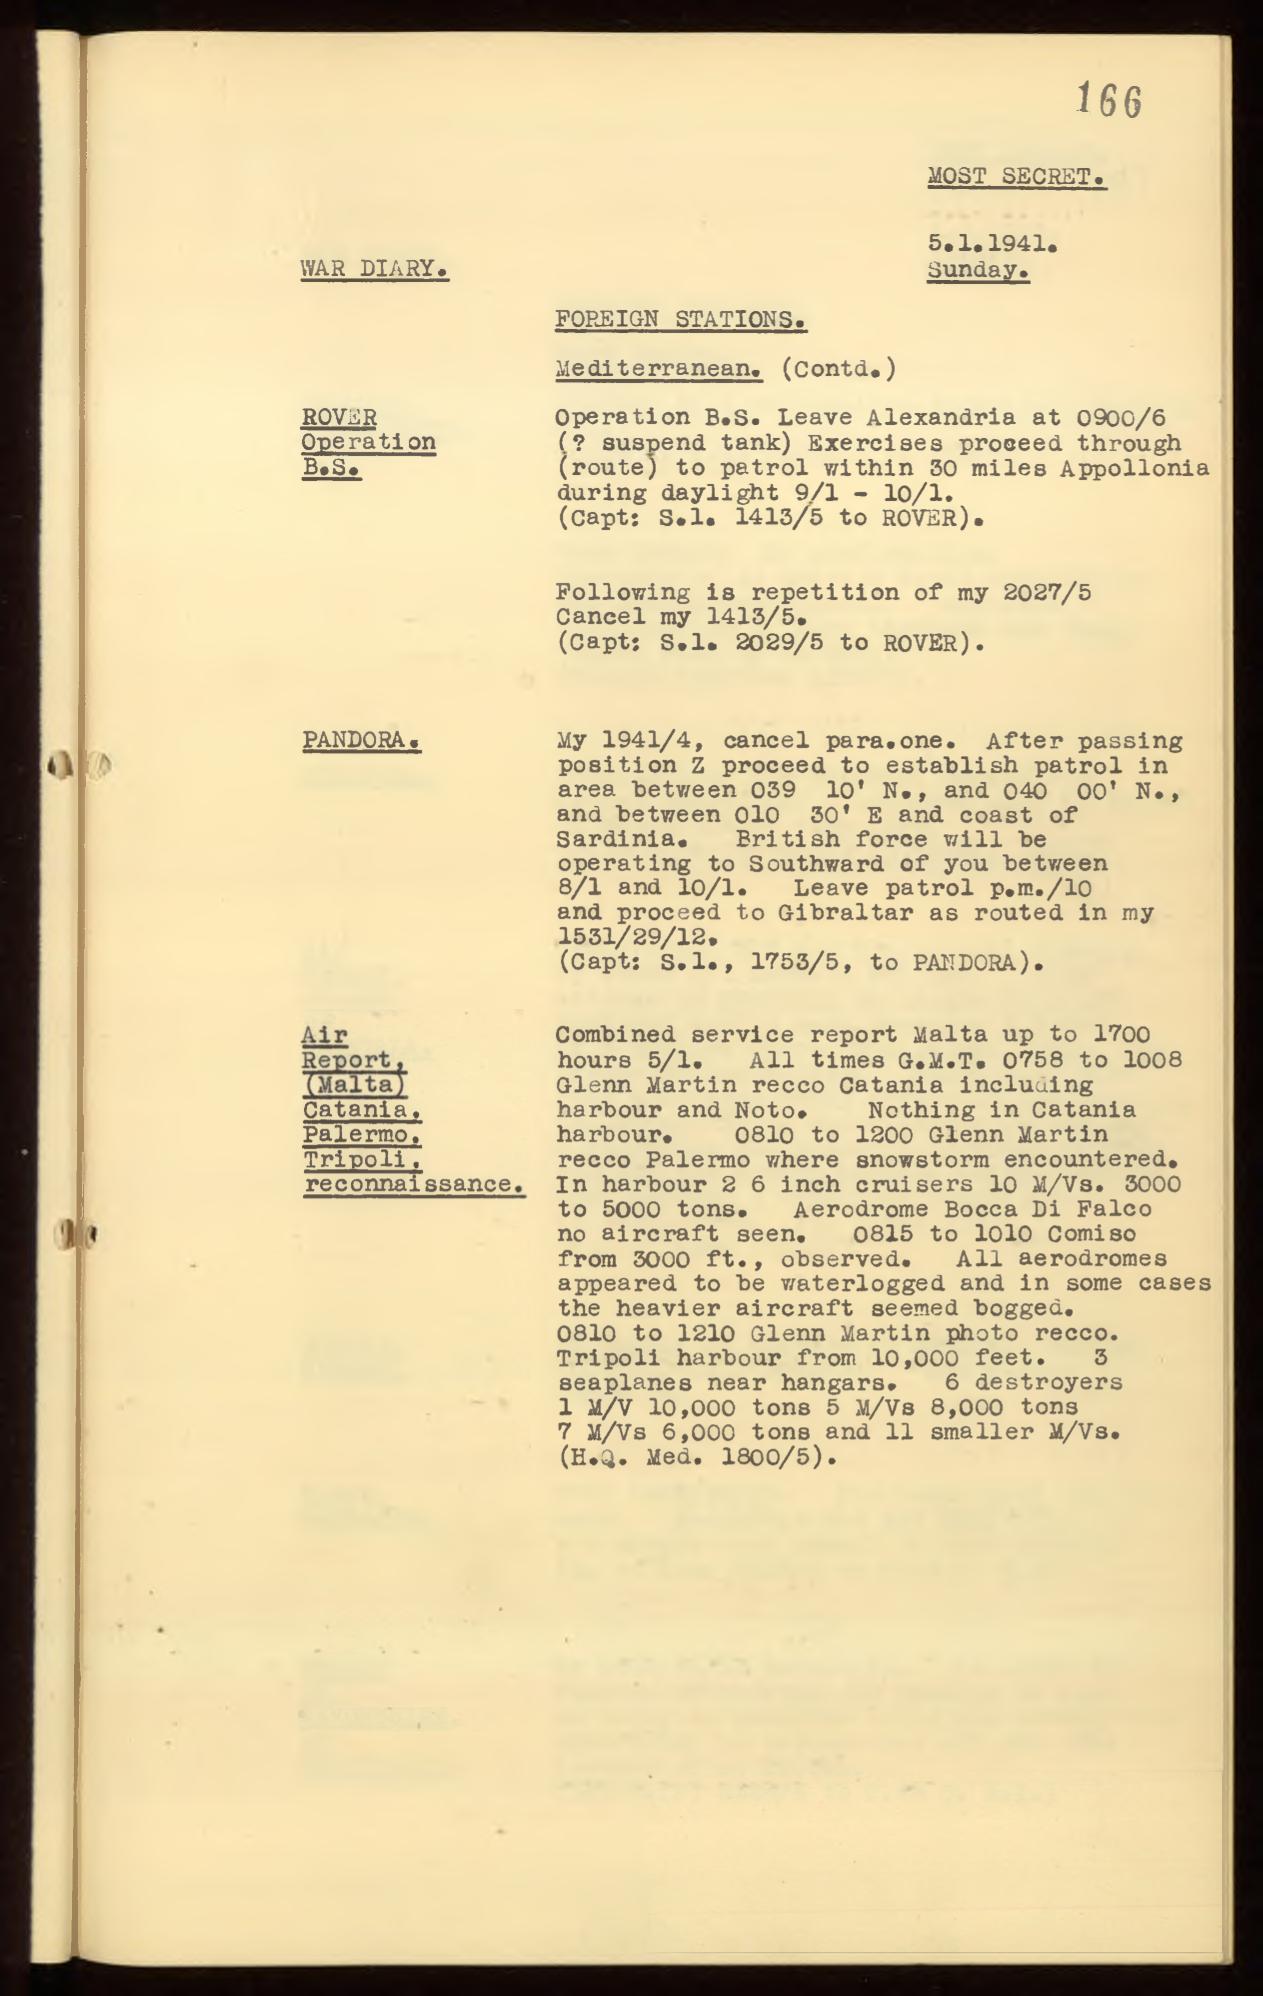 166
MOST SECRET.
5.1.1941.
WAR DIARY.
Sunday.
FOREIGN STATIONS.
Mediterranean. (Contd.)
ROVER
Operation
B.S.
Operation B.S. Leave Alexandria at 0900/6
(? suspend tank) Exercises proceed through
(route) to patrol within 30 miles Appollonia
during daylight 9/1 - 10/1.
(Capt: S.1. 1413/5 to ROVER).
Following is repetition of my 2027/5
Cancel my 1413/5.
(Capt: S.1. 2029/5 to ROVER).
PANDORA.
My 1941/4, cancel para.one. After passing
position Z proceed to establish patrol in
area between 039 10' N., and 040 00' N.,
and between 010 30' E and coast of
Sardinia. British force will be
operating to Southward of you between
8/1 and 10/1. Leave patrol p.m./10
and proceed to Gibraltar as routed in my
1531/29/12.
(Capt: S.1., 1753/5, to PANDORA).
Air
Report,
(Malta)
Catania,
Palermo,
Tripoli,
reconnaissance.
Combined service report Malta up to 1700
hours 5/1. All times G.M.T. 0758 to 1008
Glenn Martin recco Catania including
harbour and Noto. Nothing in Catania
harbour. 0810 to 1200 Glenn Martin
recco Palermo where snowstorm encountered.
In harbour 2 6 inch cruisers 10 M/Vs. 3000
to 5000 tons. Aerodrome Bocca Di Falco
no aircraft seen. 0815 to 1010 Comiso
from 3000 ft., observed. All aerodromes
appeared to be waterlogged and in some cases
the heavier aircraft seemed bogged.
0810 to 1210 Glenn Martin photo recco.
Tripoli harbour from 10,000 feet. 3
seaplanes near hangars. 6 destroyers
1 M/V 10,000 tons 5 M/Vs 8,000 tons
7 M/Vs 6,000 tons and 11 smaller M/Vs.
(H.Q. Med. 1800/5).